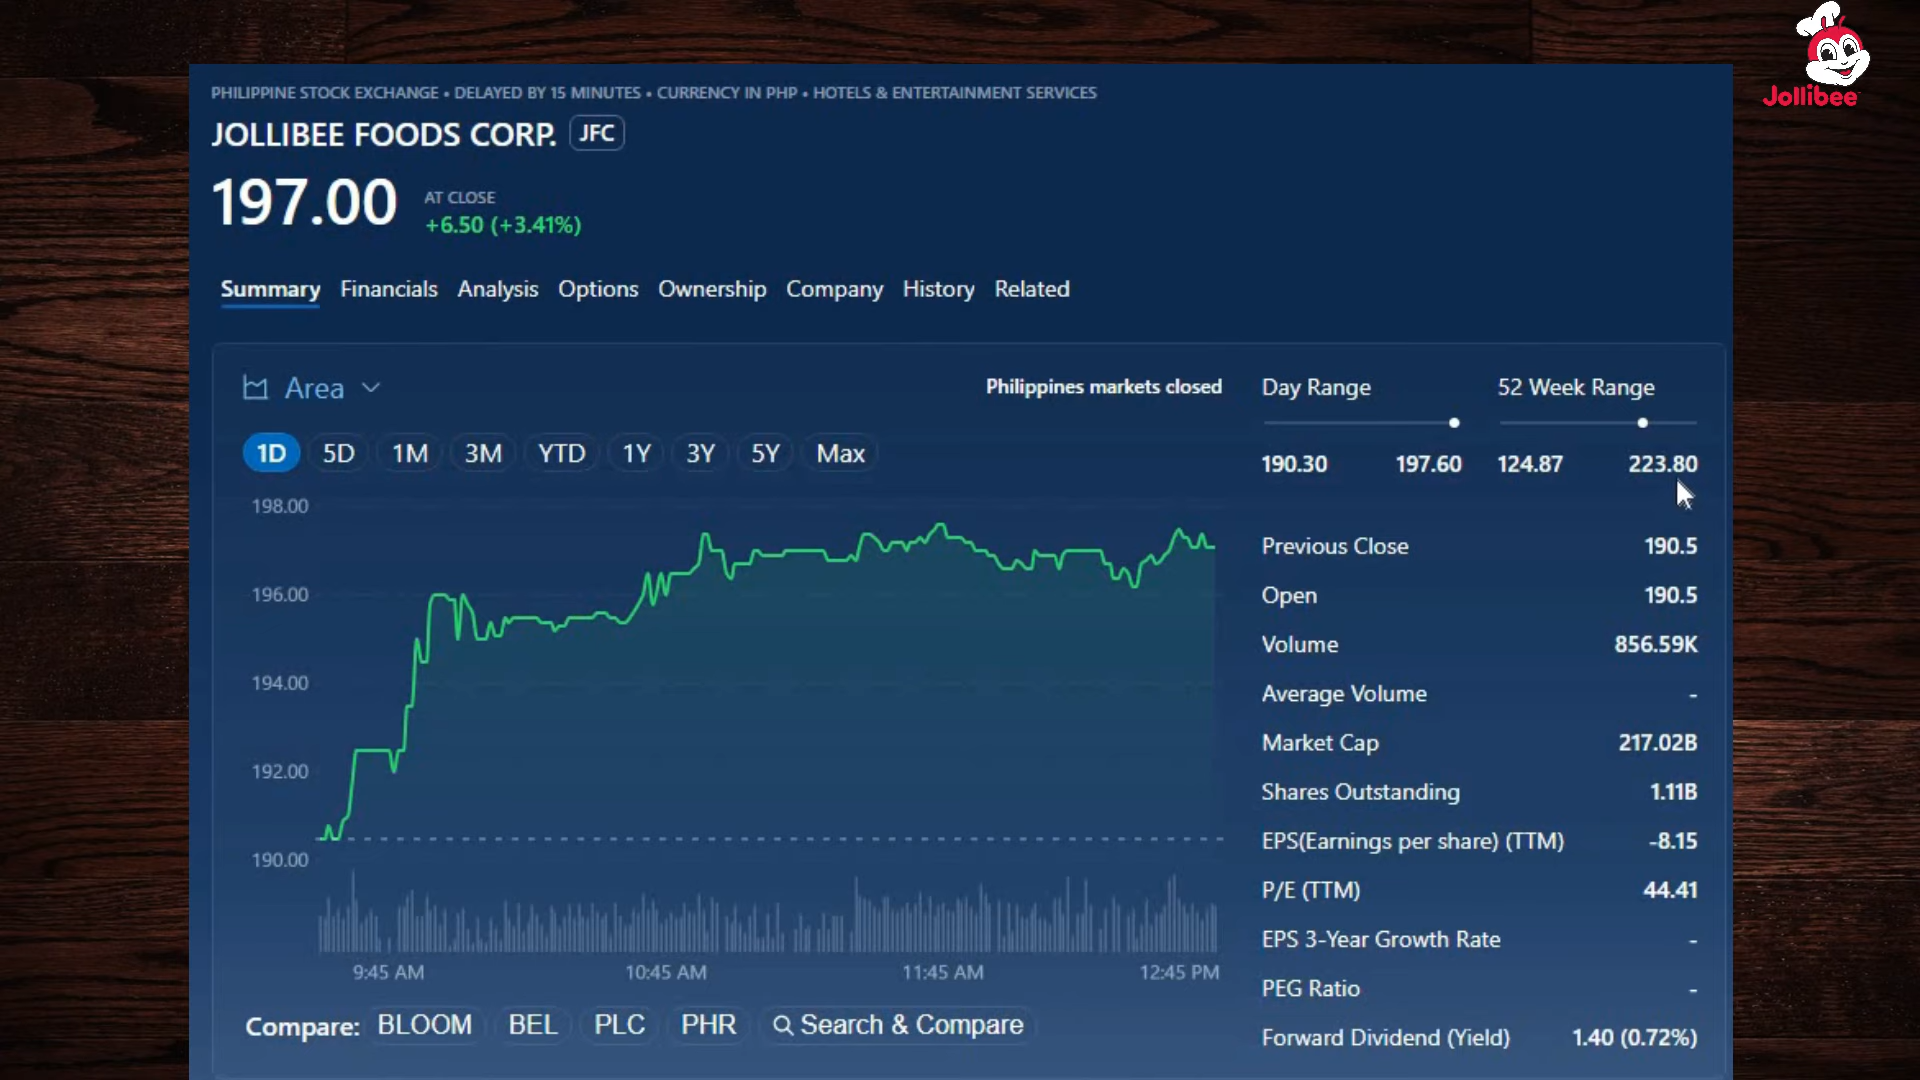 Jollibee
PHILIPPINE STOCK EXCHANGE • DELAYED BY 15 MINUTES • CURRENCY IN PHP • HOTELS & ENTERTAINMENT SERVICES
JOLLIBEE FOODS CORP. JFC
197.00
AT CLOSE
+6.50 (+3.41%)
Summary Financials Analysis Options Ownership Company History Related
Area
Philippines markets closed
1D 5D 1M 3M YTD 1Y 3Y 5Y Max
198.00
196.00
194.00
192.00
190.00
9:45 AM 10:45 AM 11:45 AM 12:45 PM
Compare: BLOOM BEL PLC PHR Search & Compare
Day Range 52 Week Range
190.30 197.60 124.87 223.80
Previous Close 190.5
Open 190.5
Volume 856.59K
Average Volume -
Market Cap 217.02B
Shares Outstanding 1.11B
EPS(Earnings per share) (TTM) -8.15
P/E (TTM) 44.41
EPS 3-Year Growth Rate -
PEG Ratio -
Forward Dividend (Yield) 1.40 (0.72%)